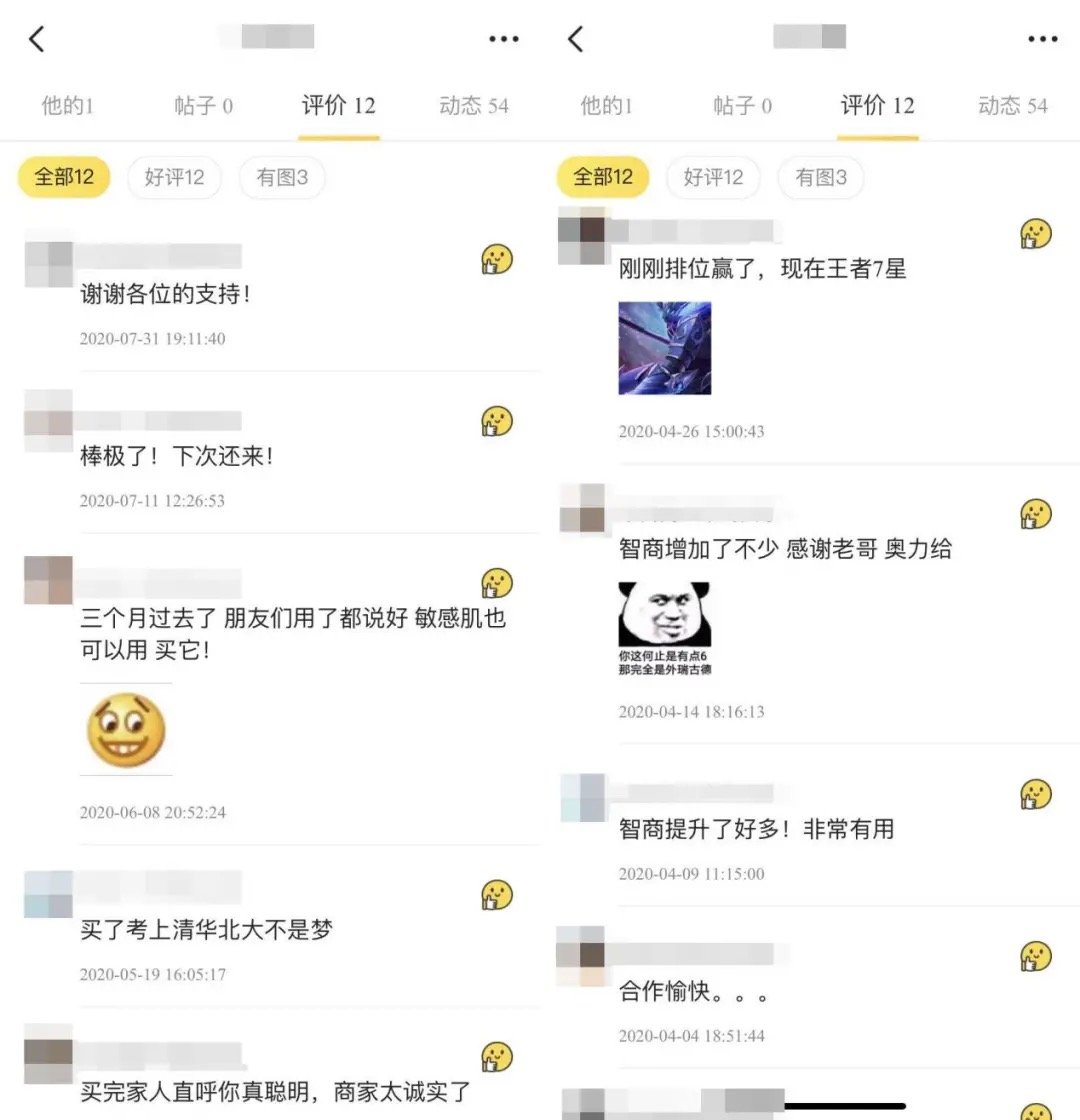 他的1 帖子 0 评价 12 动态 54
全部12 好评12 有图3
谢谢各位的支持！
2020-07-31 19:11:40
棒极了！下次还来！
2020-07-11 12:26:53
三个月过去了 朋友们用了都说好 敏感肌也
可以用 买它！
2020-06-08 20:52:24
买了考上清华北大不是梦
2020-05-19 16:05:17
买完家人直呼你真聪明，商家太诚实了
他的1 帖子 0 评价 12 动态 54
全部12 好评12 有图3
刚刚排位赢了，现在王者7星
2020-04-26 15:00:43
智商增加了不少 感谢老哥 奥力给
你这何止是有点6
那完全是外瑞古德
2020-04-14 18:16:13
智商提升了好多！非常有用
2020-04-09 11:15:00
合作愉快。。。
2020-04-04 18:51:44